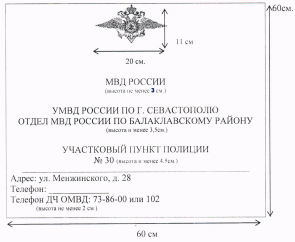 60см.
11 см
20 см.
МВД РОССИИ
(высота не менее 3 см.)
УМВД РОССИИ ПО Г. СЕВАСТОПОЛЮ
ОТДЕЛ МВД РОССИИ ПО БАЛАКЛАВСКОМУ РАЙОНУ
(высота н менее 3,5см.)
УЧАСТКОВЫЙ ПУНКТ ПОЛИЦИИ
№ 30 (высота н менее 4.5см )
Адрес: ул. Менжинского, д. 28
Телефон:
Телефон ДЧ ОМВД: 73-86-00 или 102
(высота не менее 2 см )
60 см